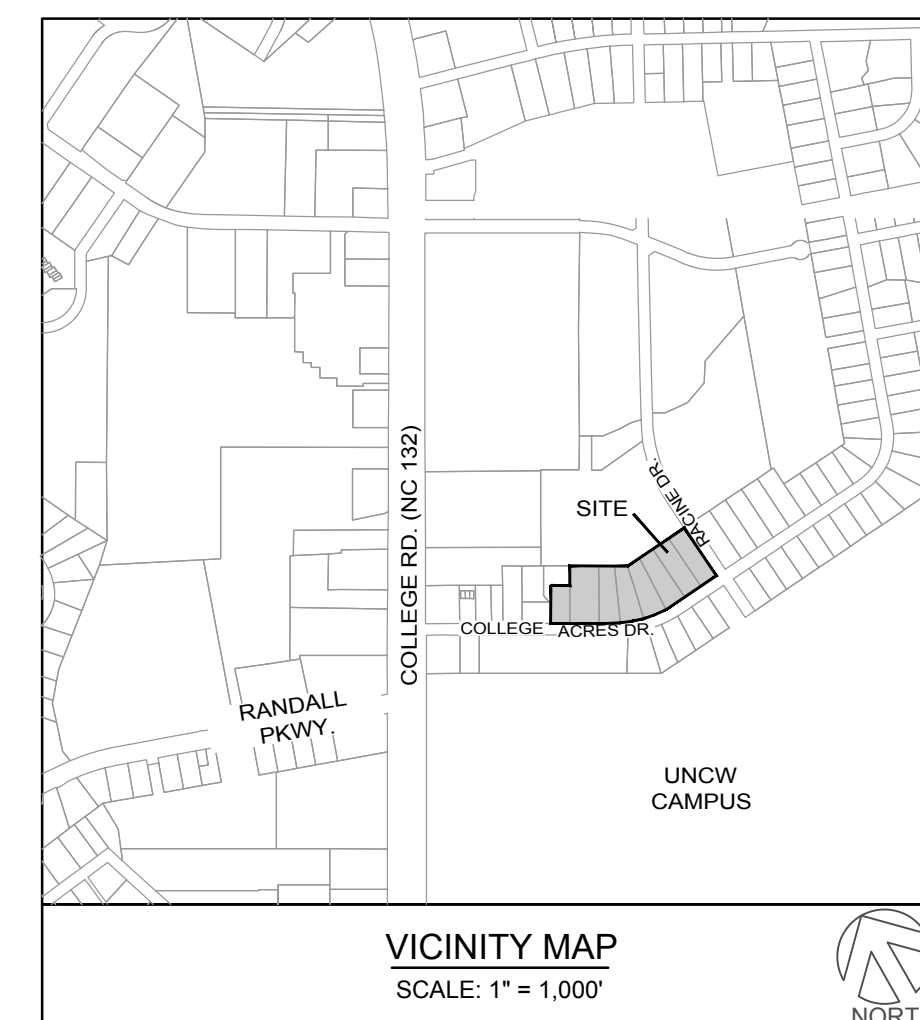 COLLEGE RD. (NC 132)
RACINE DR.
SITE
COLLEGE ACRES DR.
RANDALL
PKWY.
UNCW
CAMPUS
VICINITY MAP
SCALE: 1" = 1,000'
NORT